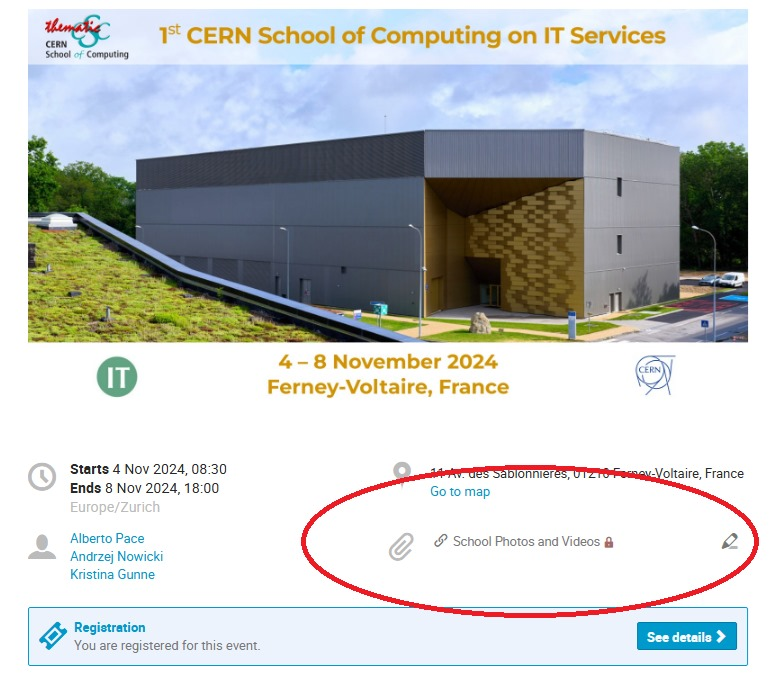 thematic
CSC
CERN
School of Computing
1st CERN School of Computing on IT Services
IT
4 – 8 November 2024
Ferney-Voltaire, France
CERN
Starts 4 Nov 2024, 08:30
Ends 8 Nov 2024, 18:00
Europe/Zurich
11 Av. des Sablonnières, 01210 Ferney-Voltaire, France
Go to map
Alberto Pace
Andrzej Nowicki
Kristina Gunne
School Photos and Videos
Registration
You are registered for this event.
See details